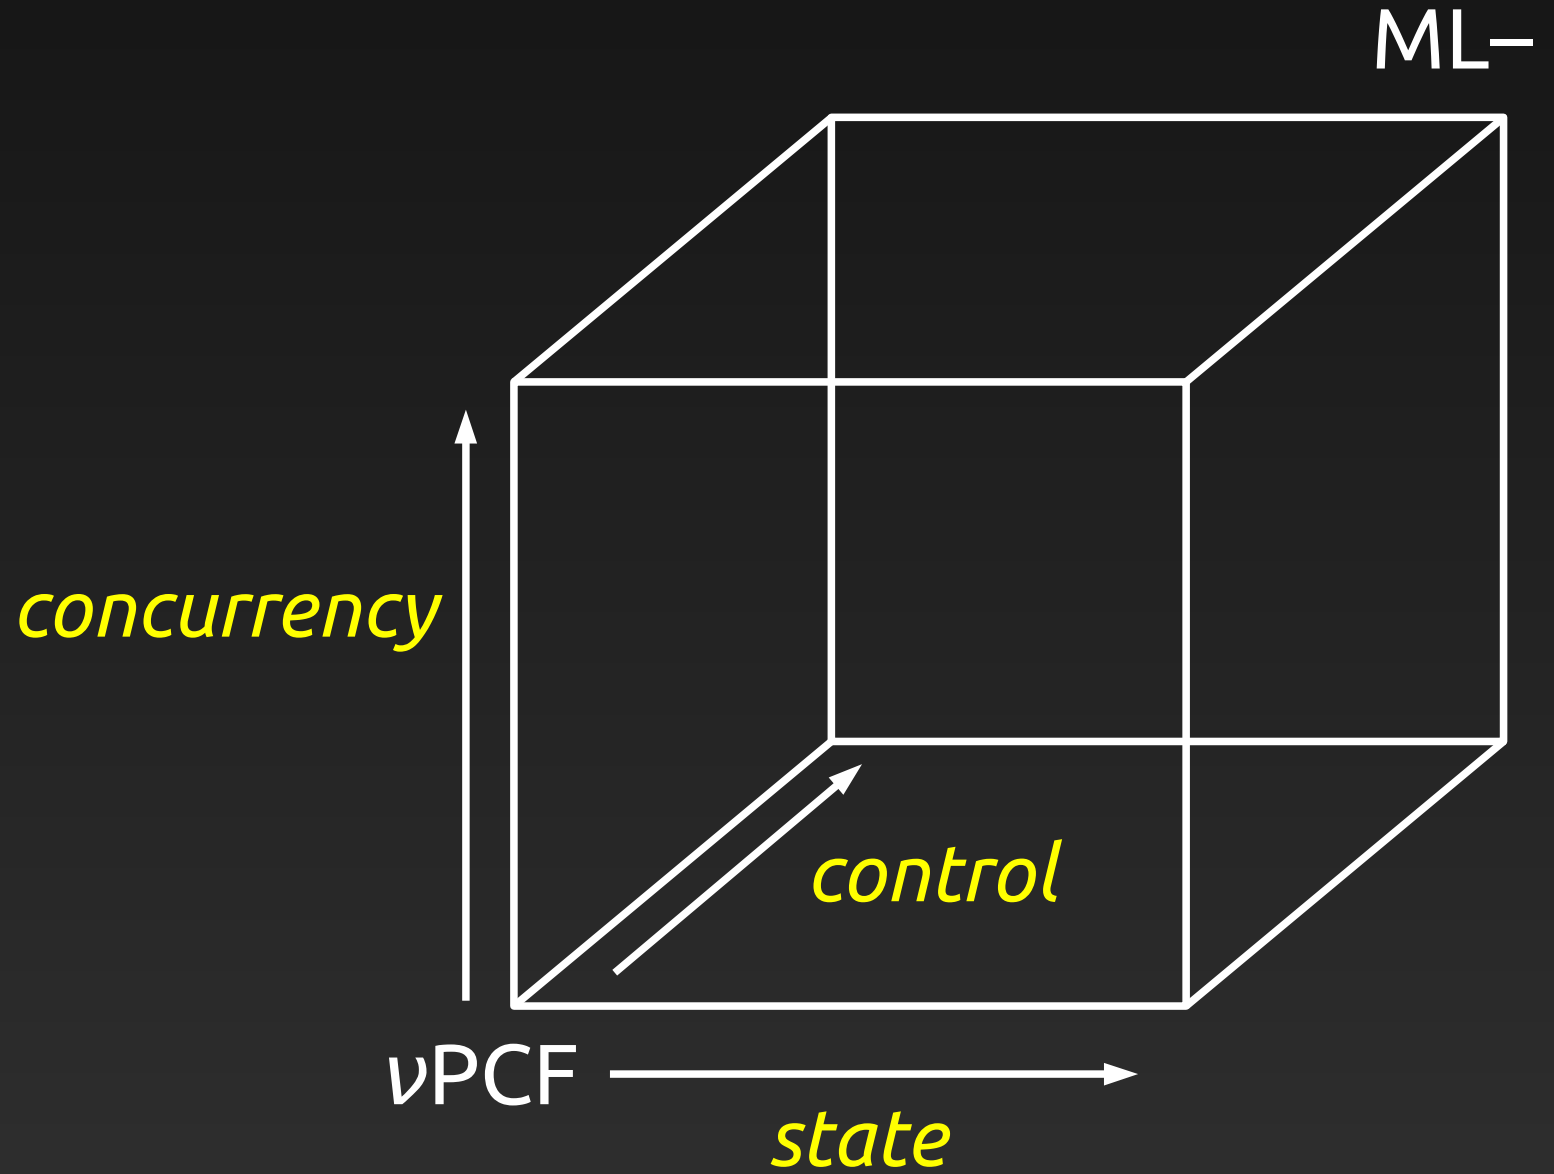 ML–
concurrency
control
νPCF
state